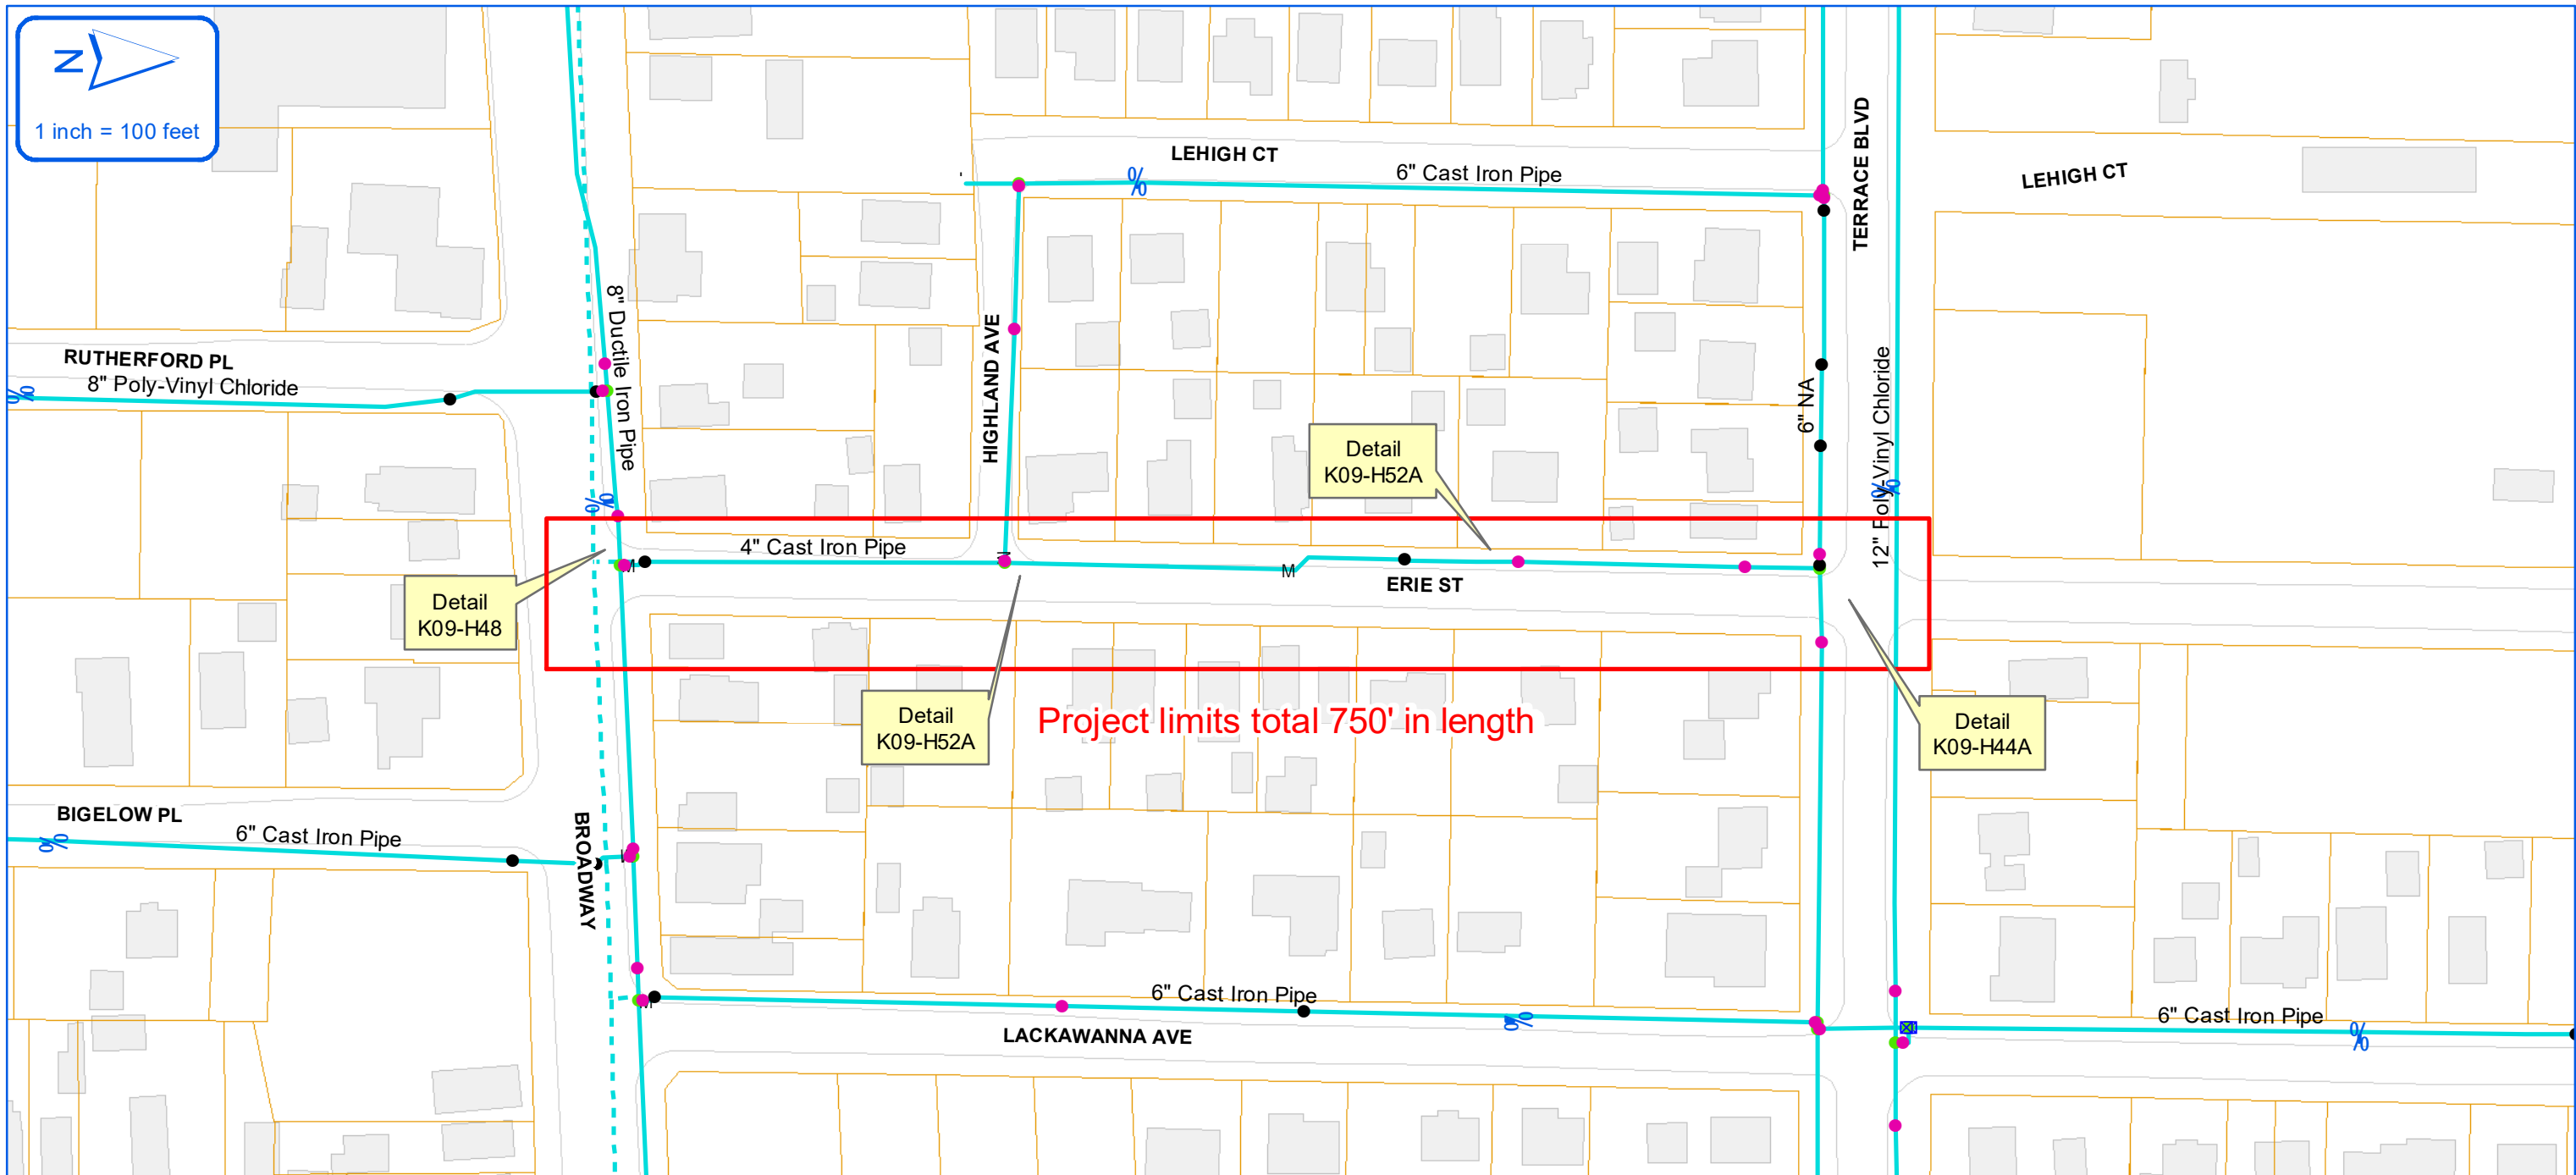 N
1 inch = 100 feet
LEHIGH CT
6" Cast Iron Pipe
TERRACE BLVD
LEHIGH CT
RUTHERFORD PL
8" Poly-Vinyl Chloride
8" Ductile Iron Pipe
HIGHLAND AVE
6" NA
12" Poly-Vinyl Chloride
Detail
K09-H52A
4" Cast Iron Pipe
M
M
ERIE ST
Detail
K09-H48
Detail
K09-H52A
Project limits total 750' in length
Detail
K09-H44A
BIGELOW PL
6" Cast Iron Pipe
BROADWAY
6" Cast Iron Pipe
M
LACKAWANNA AVE
6" Cast Iron Pipe